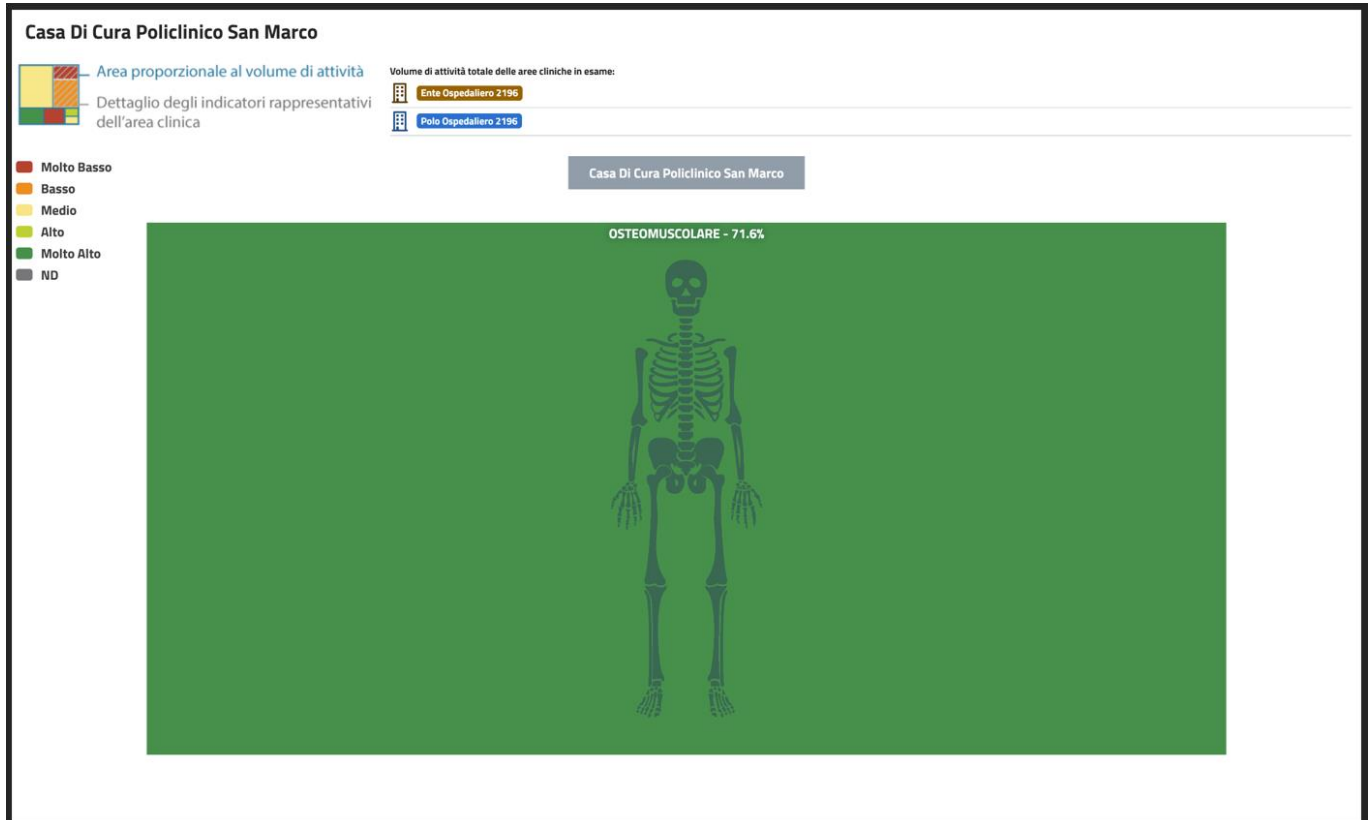 Casa Di Cura Policlinico San Marco
Area proporzionale al volume di attività
Dettaglio degli indicatori rappresentativi
dell'area clinica
Volume di attività totale delle aree cliniche in esame:
Ente Ospedaliero 2196
Polo Ospedaliero 2196
Molto Basso
Basso
Medio
Alto
Molto Alto
ND
Casa Di Cura Policlinico San Marco
OSTEOMUSCOLARE - 71.6%